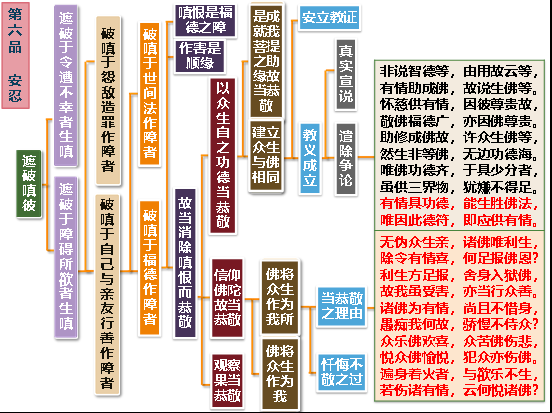 第六品 安忍
遮破嗔彼
遮破于令遭不幸者生嗔
遮破于障碍所欲者生嗔
破嗔于怨敌造罪作障者
破嗔于自己与亲友行善作障者
破嗔于世间法作障者
破嗔于福德作障者
嗔恨是福德之障
作害是顺缘
故当消除嗔恨而恭敬
以众生自之功德当恭敬
信仰佛陀故当恭敬
观察果当恭敬
是成就菩提之助缘故当恭敬
建立众生与佛相同
佛将众生作为我所
佛将众生作为我
安立教证
教义成立
当恭敬之理由
忏悔不敬之过
真实宣说
遣除争论
非说智德等，由用故云等，
有情助成佛，故说生佛等。
怀慈供有情，因彼尊贵故，
敬佛福德广，亦因佛尊贵。
助修成佛故，许众生佛等，
然生非等佛，无边功德海。
唯佛功德齐，于具少分者，
虽供三界物，犹嫌不得足。
有情具功德，能生胜佛法，
唯因此德符，即应供有情。
无伪众生亲，诸佛唯利生，
除令有情喜，何足报佛恩？
利生方足报，舍身入狱佛，
故我虽受害，亦当行众善。
诸佛为有情，尚且不惜身，
愚痴我何故，骄慢不侍众？
众乐佛欢喜，众苦佛伤悲，
悦众佛愉悦，犯众亦伤佛。
遍身着火者，与欲乐不生，
若伤诸有情，云何悦诸佛？